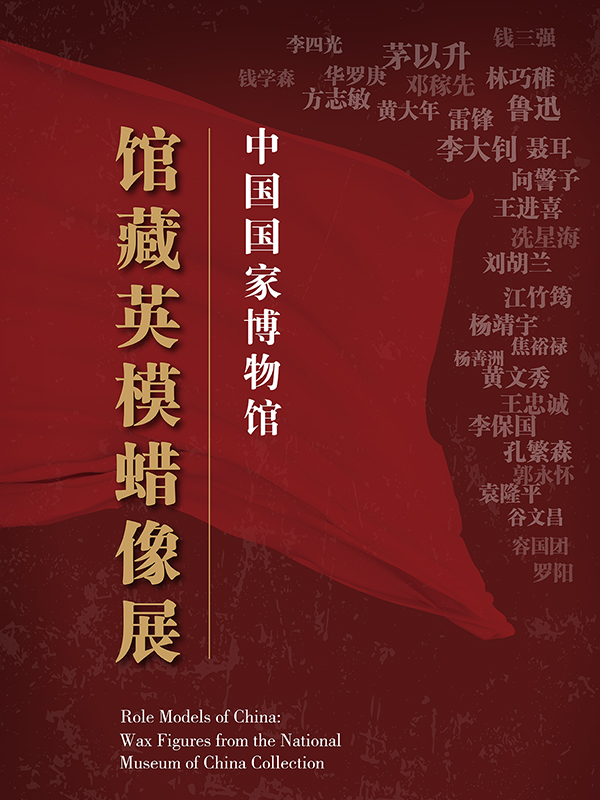 中国国家博物馆
馆藏英模蜡像展
李四光
茅以升
钱三强
钱学森
华罗庚
邓稼先
林巧稚
方志敏
黄大年
雷锋
鲁迅
李大钊
聂耳
向警予
王进喜
冼星海
刘胡兰
江竹筠
杨靖宇
焦裕禄
杨善洲
黄文秀
王忠诚
李保国
孔繁森
郭永怀
袁隆平
谷文昌
容国团
罗阳
Role Models of China:
Wax Figures from the National
Museum of China Collection